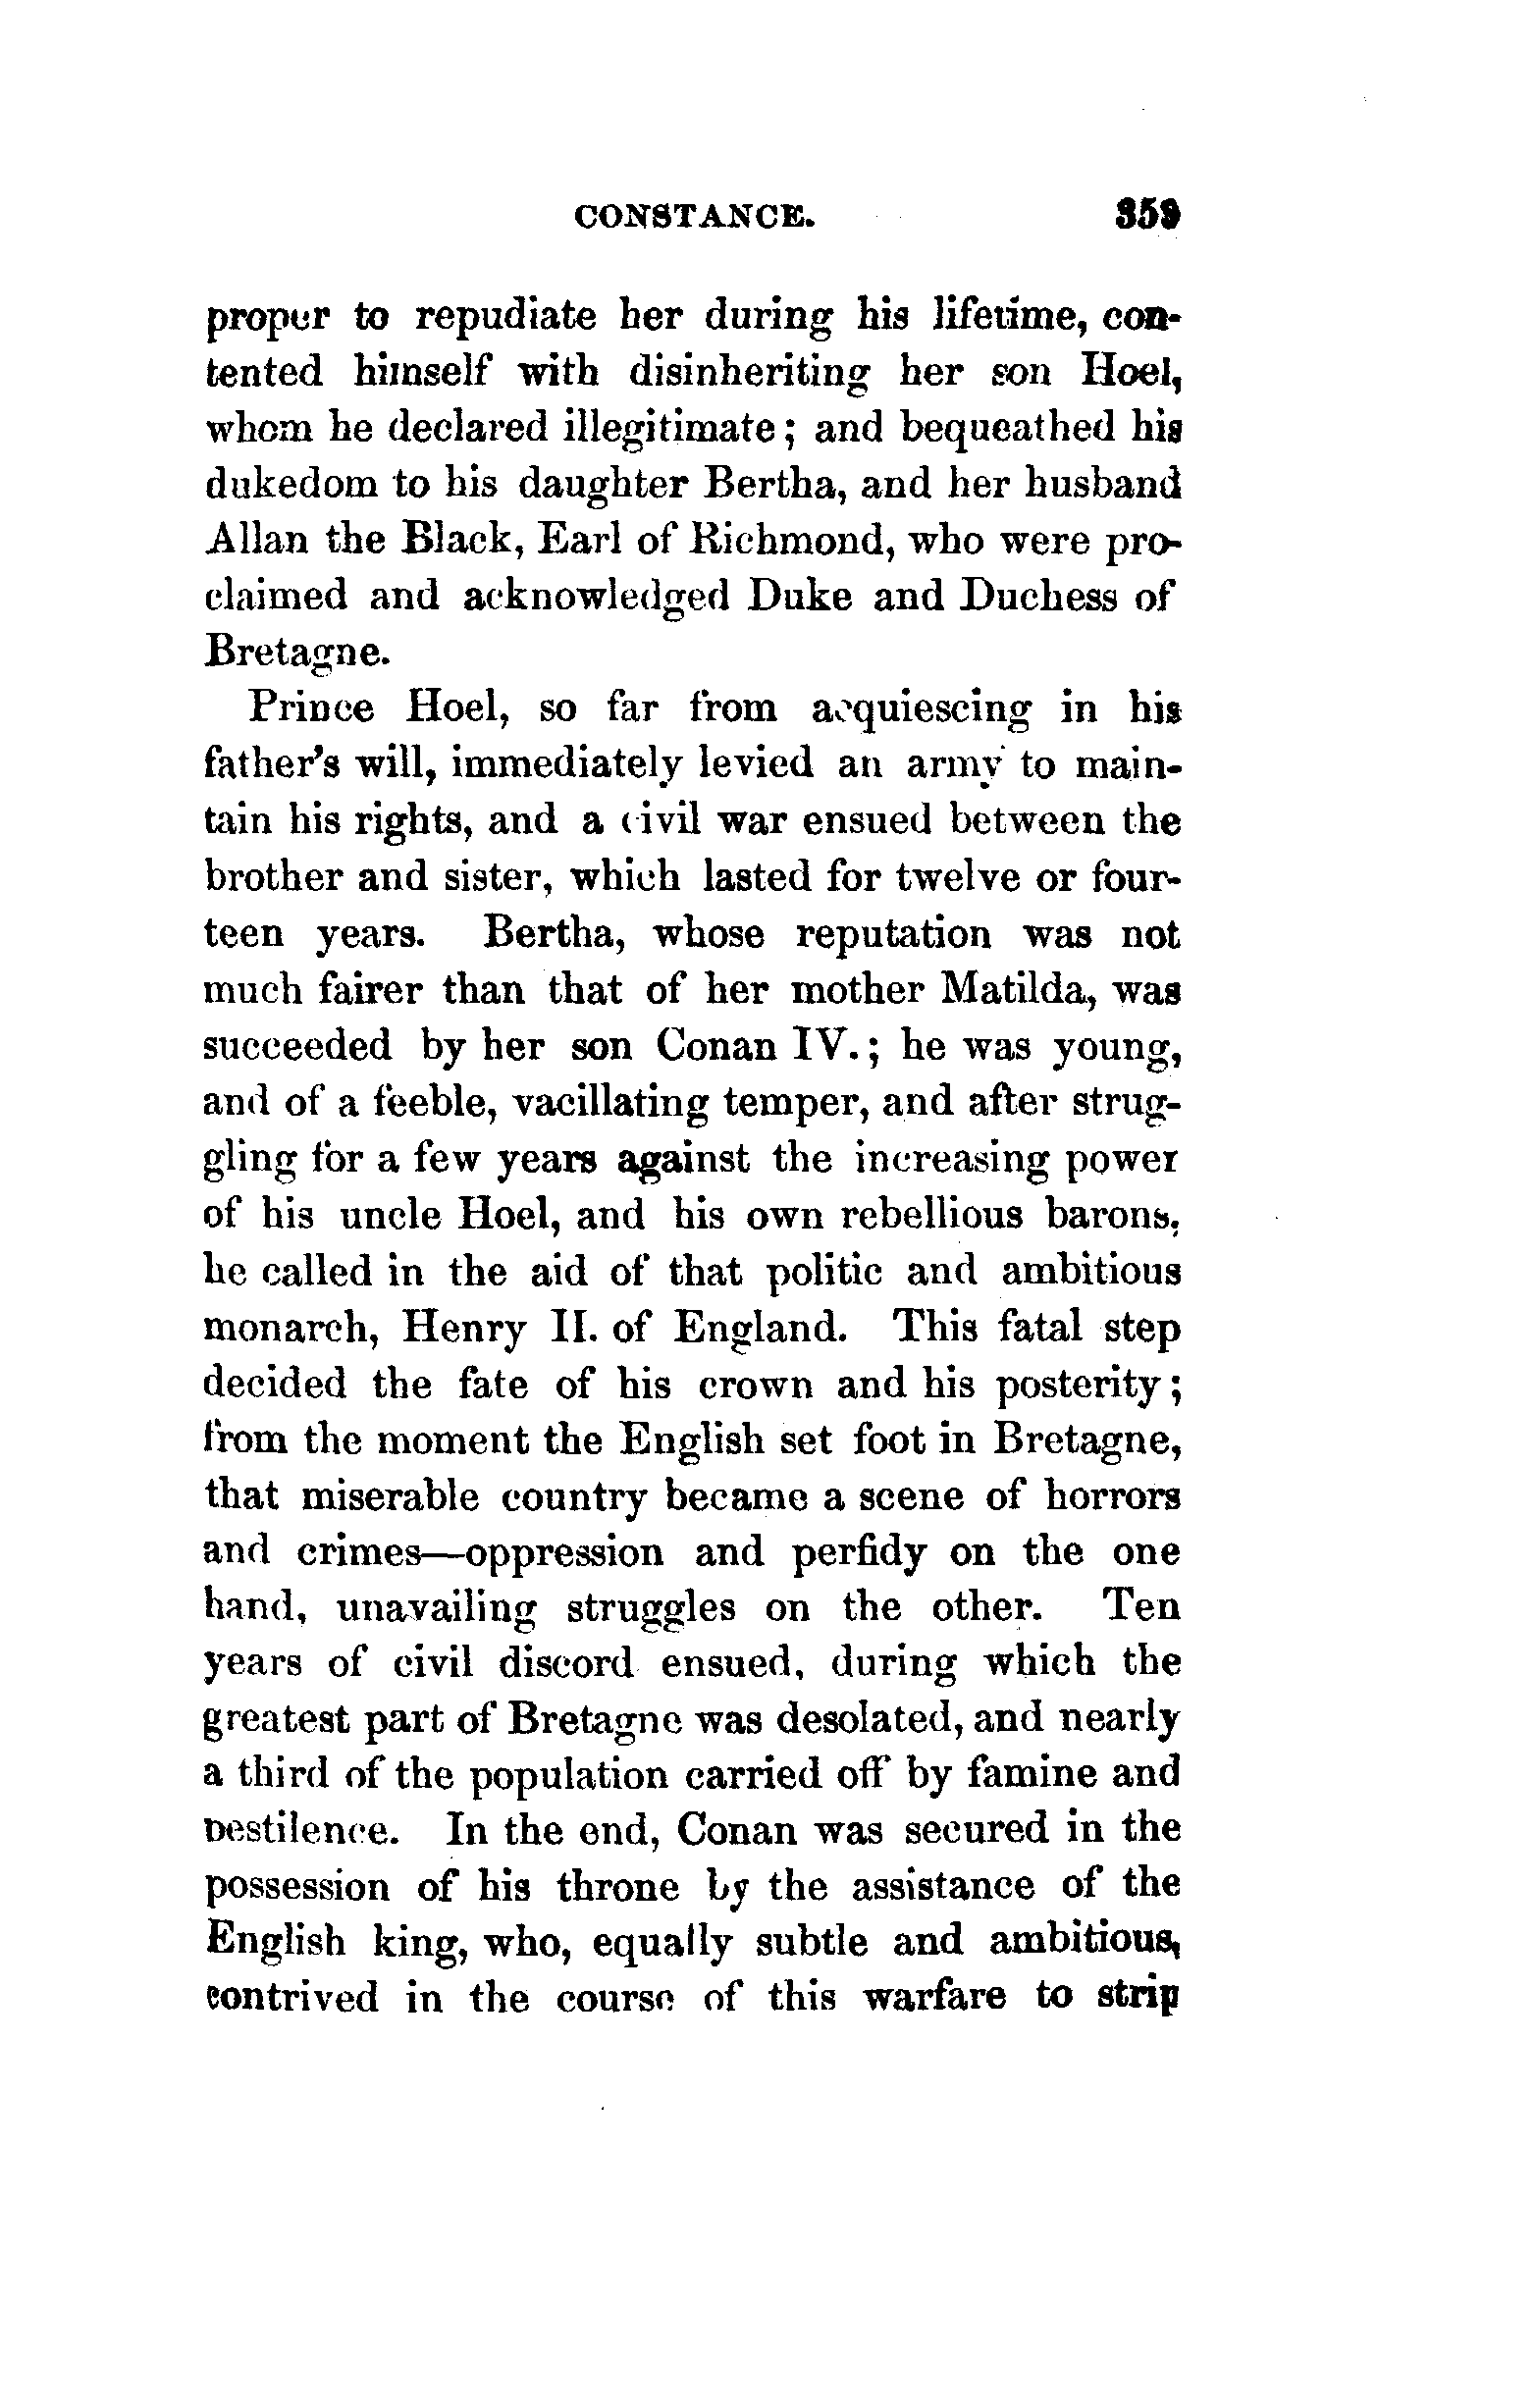 CONSTANCE. 359
proper to repudiate her during his lifetime, con-
tented himself with disinheriting her son Hoel,
whom he declared illegitimate; and bequeathed his
dukedom to his daughter Bertha, and her husband
Allan the Black, Earl of Richmond, who were pro-
claimed and acknowledged Duke and Duchess of
Bretagne.
Prince Hoel, so far from acquiescing in his
father's will, immediately levied an army to main-
tain his rights, and a civil war ensued between the
brother and sister, which lasted for twelve or four-
teen years. Bertha, whose reputation was not
much fairer than that of her mother Matilda, was
succeeded by her son Conan IV.; he was young,
and of a feeble, vacillating temper, and after strug-
gling for a few years against the increasing power
of his uncle Hoel, and his own rebellious barons,
he called in the aid of that politic and ambitious
monarch, Henry II. of England. This fatal step
decided the fate of his crown and his posterity;
from the moment the English set foot in Bretagne,
that miserable country became a scene of horrors
and crimes—oppression and perfidy on the one
hand, unavailing struggles on the other. Ten
years of civil discord ensued, during which the
greatest part of Bretagne was desolated, and nearly
a third of the population carried off by famine and
pestilence. In the end, Conan was secured in the
possession of his throne by the assistance of the
English king, who, equally subtle and ambitious,
contrived in the course of this warfare to strip